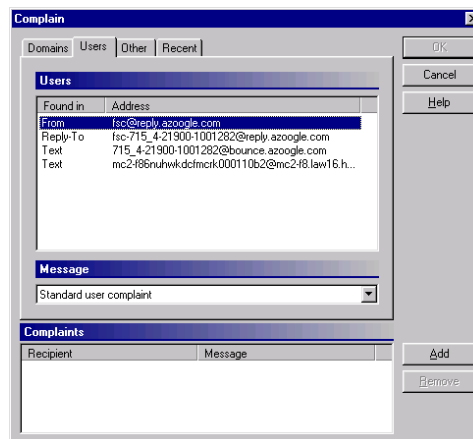 Complain
Domains Users Other Recent
OK
Cancel
Help
Users
Found in Address
From fsc@reply.azoogle.com
Reply-To fsc-715_4-21900-1001282@reply.azoogle.com
Text 715_4-21900-1001282@bounce.azoogle.com
Text mc2-f86nuhwkdcfmcrk000110b2@mc2-f8.law16.h...
Message
Standard user complaint
Complaints
Recipient Message
Add
Remove